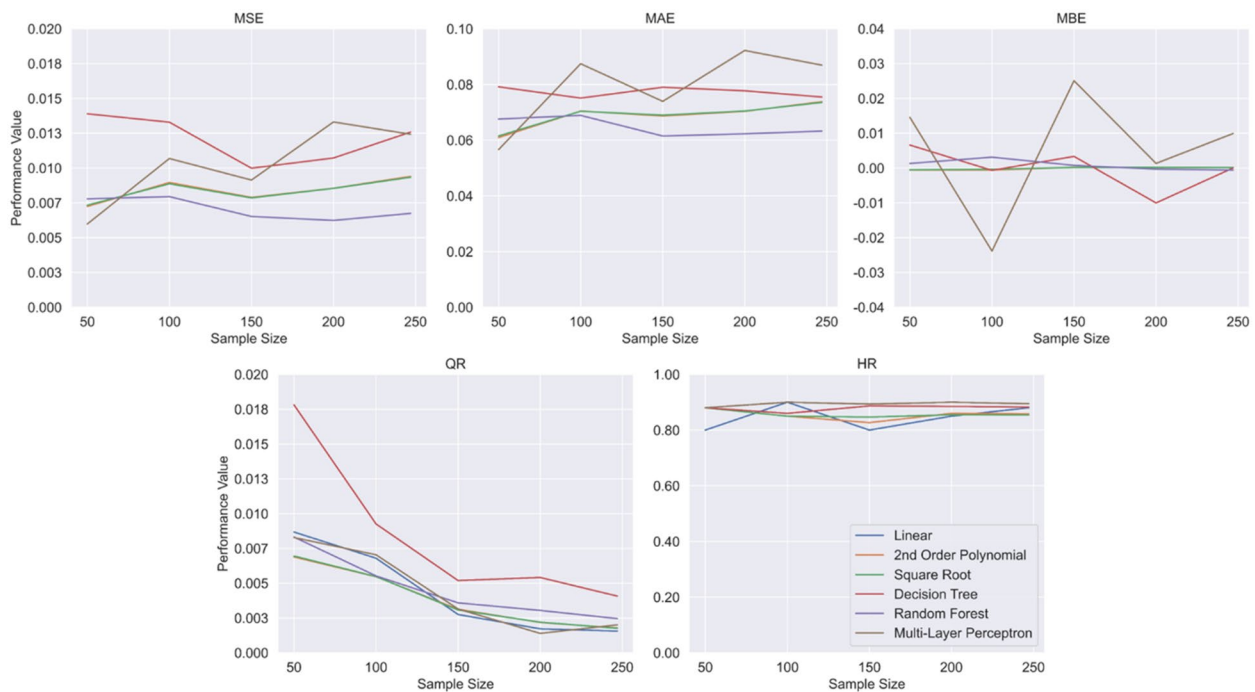 MSE
0.020
0.018
0.015
0.013
0.010
0.007
0.005
0.003
0.000
Performance Value
50 100 150 200 250
Sample Size
MAE
0.10
0.08
0.06
0.04
0.02
0.00
50 100 150 200 250
Sample Size
MBE
0.04
0.03
0.02
0.01
0.00
-0.01
-0.02
-0.03
-0.04
50 100 150 200 250
Sample Size
QR
0.020
0.018
0.015
0.013
0.010
0.007
0.005
0.003
0.000
Performance Value
50 100 150 200 250
Sample Size
HR
1.00
0.80
0.60
0.40
0.20
0.00
50 100 150 200 250
Sample Size
Linear
2nd Order Polynomial
Square Root
Decision Tree
Random Forest
Multi-Layer Perceptron